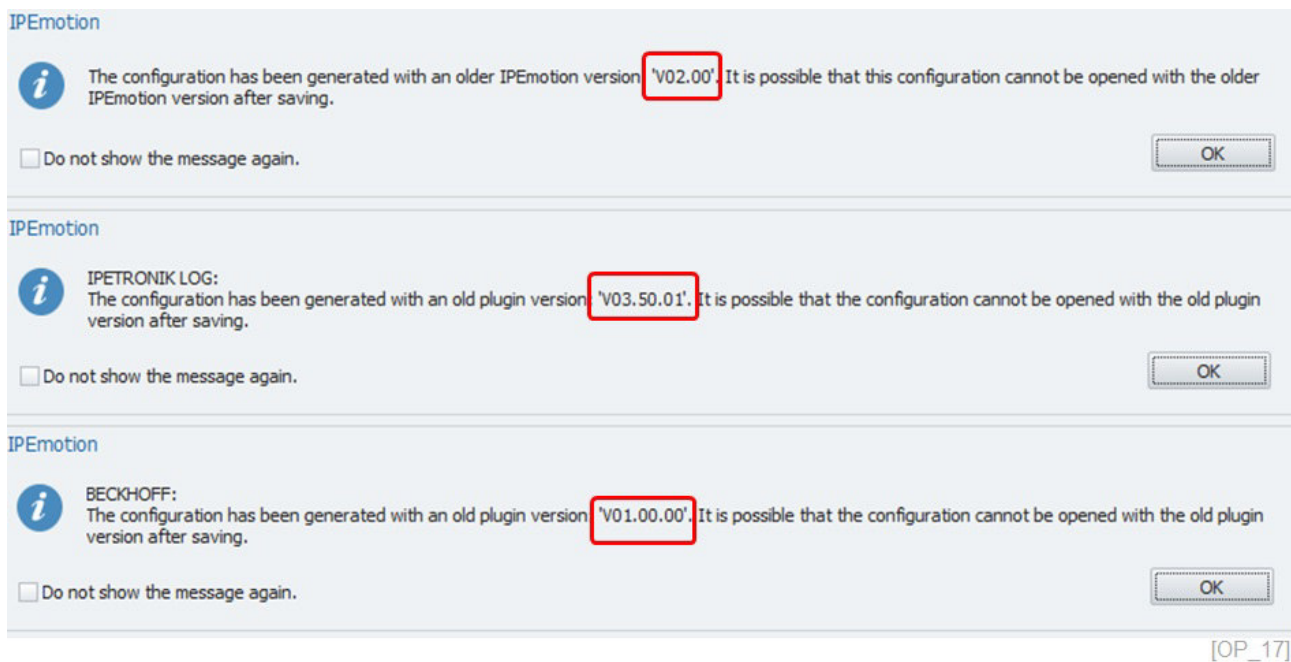 IPEmotion
The configuration has been generated with an older IPEmotion version: 'V02.00'. It is possible that this configuration cannot be opened with the older
IPEmotion version after saving.
Do not show the message again.
OK
IPEmotion
IPETRONIK LOG:
The configuration has been generated with an old plugin version: 'V03.50.01'. It is possible that the configuration cannot be opened with the old plugin
version after saving.
Do not show the message again.
OK
IPEmotion
BECKHOFF:
The configuration has been generated with an old plugin version: 'V01.00.00'. It is possible that the configuration cannot be opened with the old plugin
version after saving.
Do not show the message again.
OK
[OP_17]